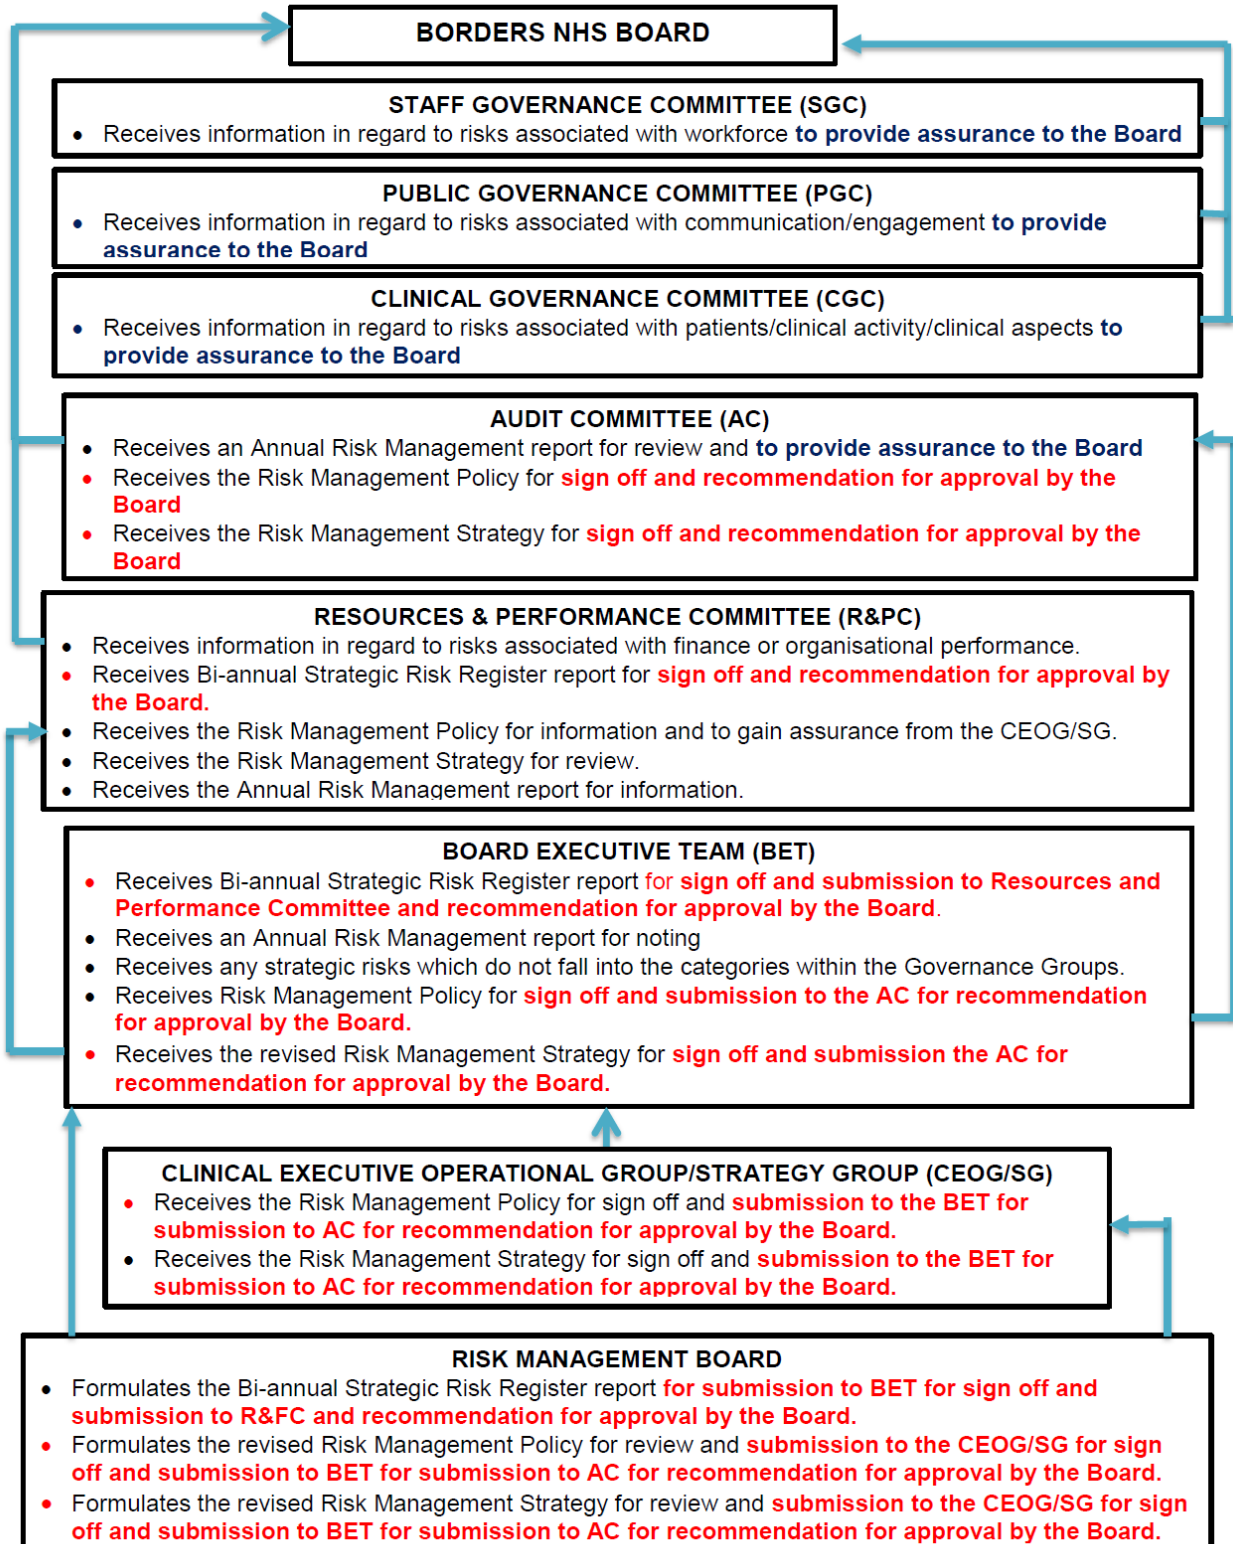 BORDERS NHS BOARD
STAFF GOVERNANCE COMMITTEE (SGC)
• Receives information in regard to risks associated with workforce to provide assurance to the Board
PUBLIC GOVERNANCE COMMITTEE (PGC)
• Receives information in regard to risks associated with communication/engagement to provide
assurance to the Board
CLINICAL GOVERNANCE COMMITTEE (CGC)
• Receives information in regard to risks associated with patients/clinical activity/clinical aspects to
provide assurance to the Board
AUDIT COMMITTEE (AC)
• Receives an Annual Risk Management report for review and to provide assurance to the Board
• Receives the Risk Management Policy for sign off and recommendation for approval by the
Board
• Receives the Risk Management Strategy for sign off and recommendation for approval by the
Board
RESOURCES & PERFORMANCE COMMITTEE (R&PC)
• Receives information in regard to risks associated with finance or organisational performance.
• Receives Bi-annual Strategic Risk Register report for sign off and recommendation for approval by
the Board.
• Receives the Risk Management Policy for information and to gain assurance from the CEOG/SG.
• Receives the Risk Management Strategy for review.
• Receives the Annual Risk Management report for information.
BOARD EXECUTIVE TEAM (BET)
• Receives Bi-annual Strategic Risk Register report for sign off and submission to Resources and
Performance Committee and recommendation for approval by the Board.
• Receives an Annual Risk Management report for noting
• Receives any strategic risks which do not fall into the categories within the Governance Groups.
• Receives Risk Management Policy for sign off and submission to the AC for recommendation
for approval by the Board.
• Receives the revised Risk Management Strategy for sign off and submission the AC for
recommendation for approval by the Board.
CLINICAL EXECUTIVE OPERATIONAL GROUP/STRATEGY GROUP (CEOG/SG)
• Receives the Risk Management Policy for sign off and submission to the BET for
submission to AC for recommendation for approval by the Board.
• Receives the Risk Management Strategy for sign off and submission to the BET for
submission to AC for recommendation for approval by the Board.
RISK MANAGEMENT BOARD
• Formulates the Bi-annual Strategic Risk Register report for submission to BET for sign off and
submission to R&FC and recommendation for approval by the Board.
• Formulates the revised Risk Management Policy for review and submission to the CEOG/SG for sign
off and submission to BET for submission to AC for recommendation for approval by the Board.
• Formulates the revised Risk Management Strategy for review and submission to the CEOG/SG for sign
off and submission to BET for submission to AC for recommendation for approval by the Board.